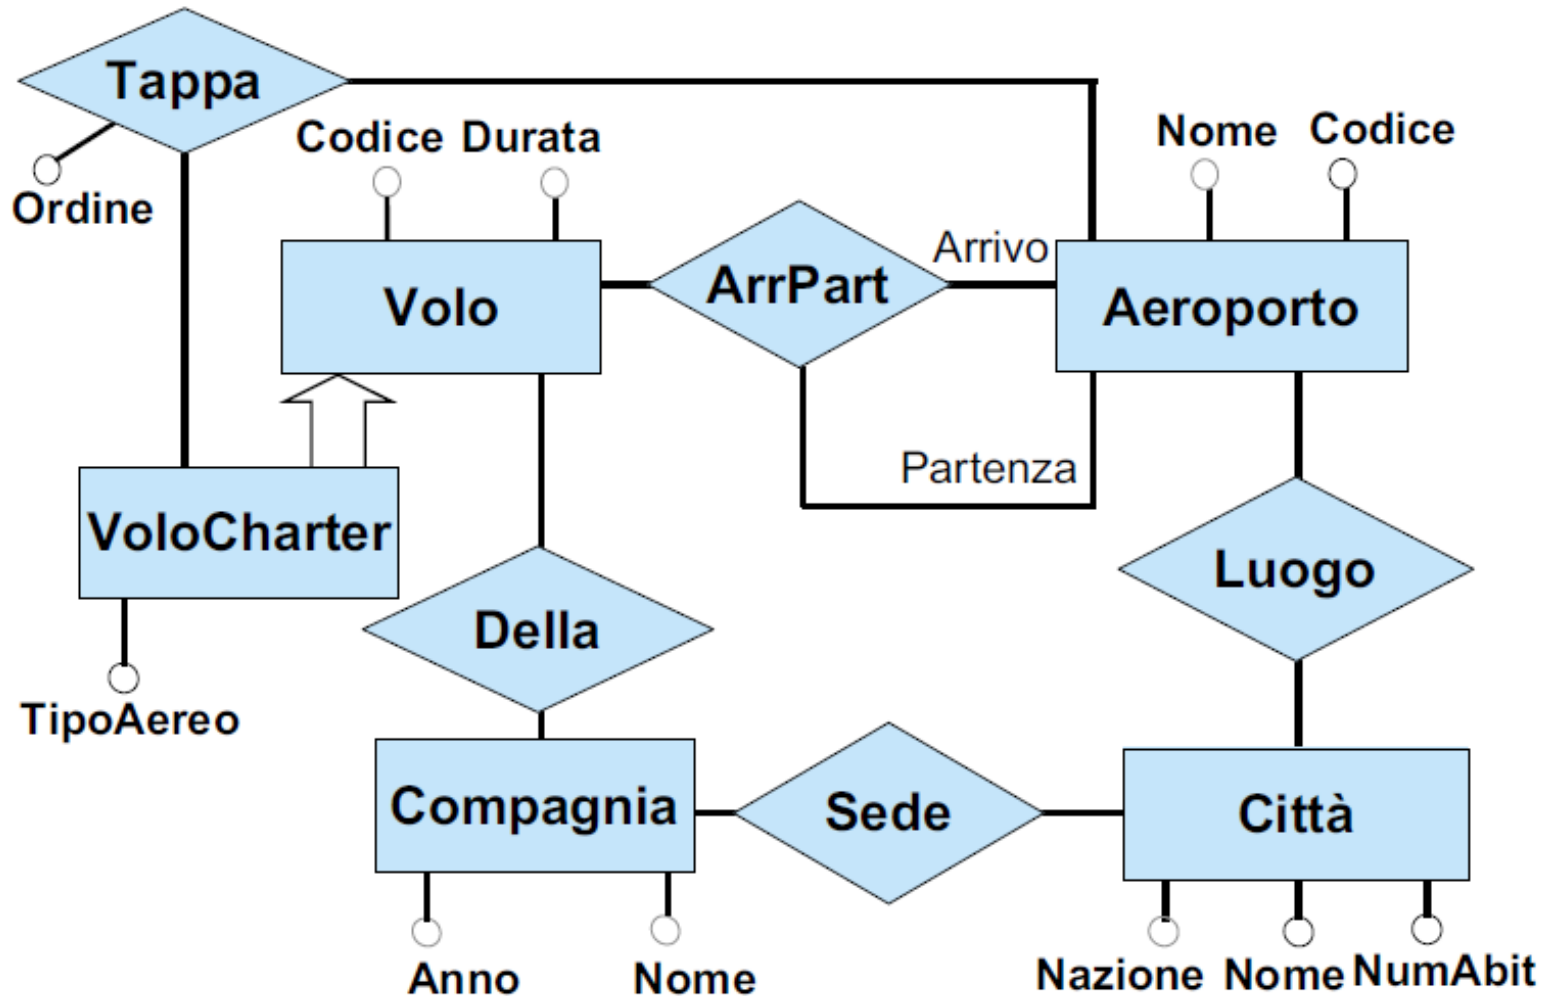 Tappa
Ordine
Codice Durata
Nome Codice
Volo
ArrPart
Arrivo
Aeroporto
Partenza
VoloCharter
TipoAereo
Della
Luogo
Compagnia
Sede
Città
Anno
Nome
Nazione Nome NumAbit